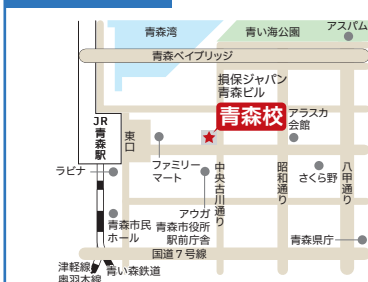 アスパム
青森湾
青い海公園
青森ベイブリッジ
損保ジャパン
青森ビル
青森校
アラスカ
会館
JR
青森駅
東口
ラビナ
ファミリー
マート
中央古川通り
昭和通り
さくら野
八甲通り
アウガ
青森市役所
駅前庁舎
青森市民
ホール
青森県庁
国道7号線
津軽線
奥羽本線
青い森鉄道